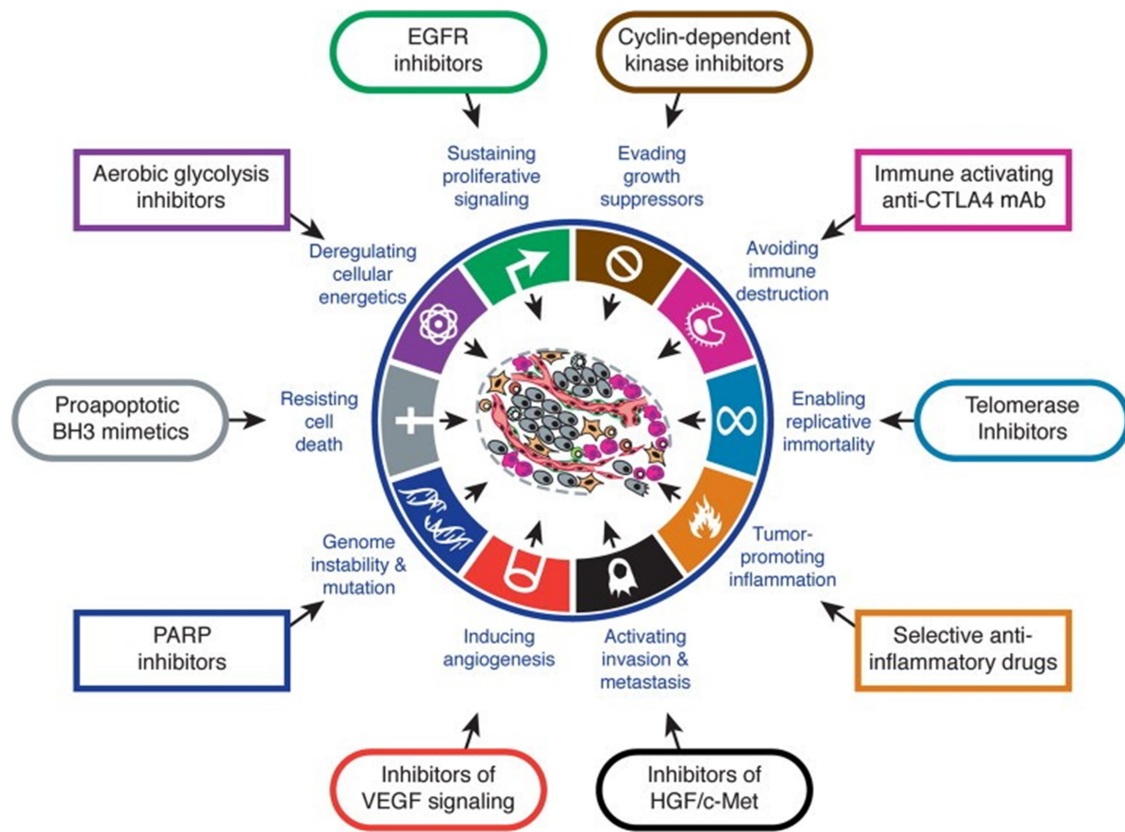 EGFR
inhibitors
Cyclin-dependent
kinase inhibitors
Sustaining
proliferative
signaling
Evading
growth
suppressors
Aerobic glycolysis
inhibitors
Immune activating
anti-CTLA4 mAb
Deregulating
cellular
energetics
Avoiding
immune
destruction
Proapoptotic
BH3 mimetics
Resisting
cell
death
Enabling
replicative
immortality
Telomerase
Inhibitors
Genome
instability &
mutation
Tumor-
promoting
inflammation
PARP
inhibitors
Inducing
angiogenesis
Activating
invasion &
metastasis
Selective anti-
inflammatory drugs
Inhibitors of
VEGF signaling
Inhibitors of
HGF/c-Met